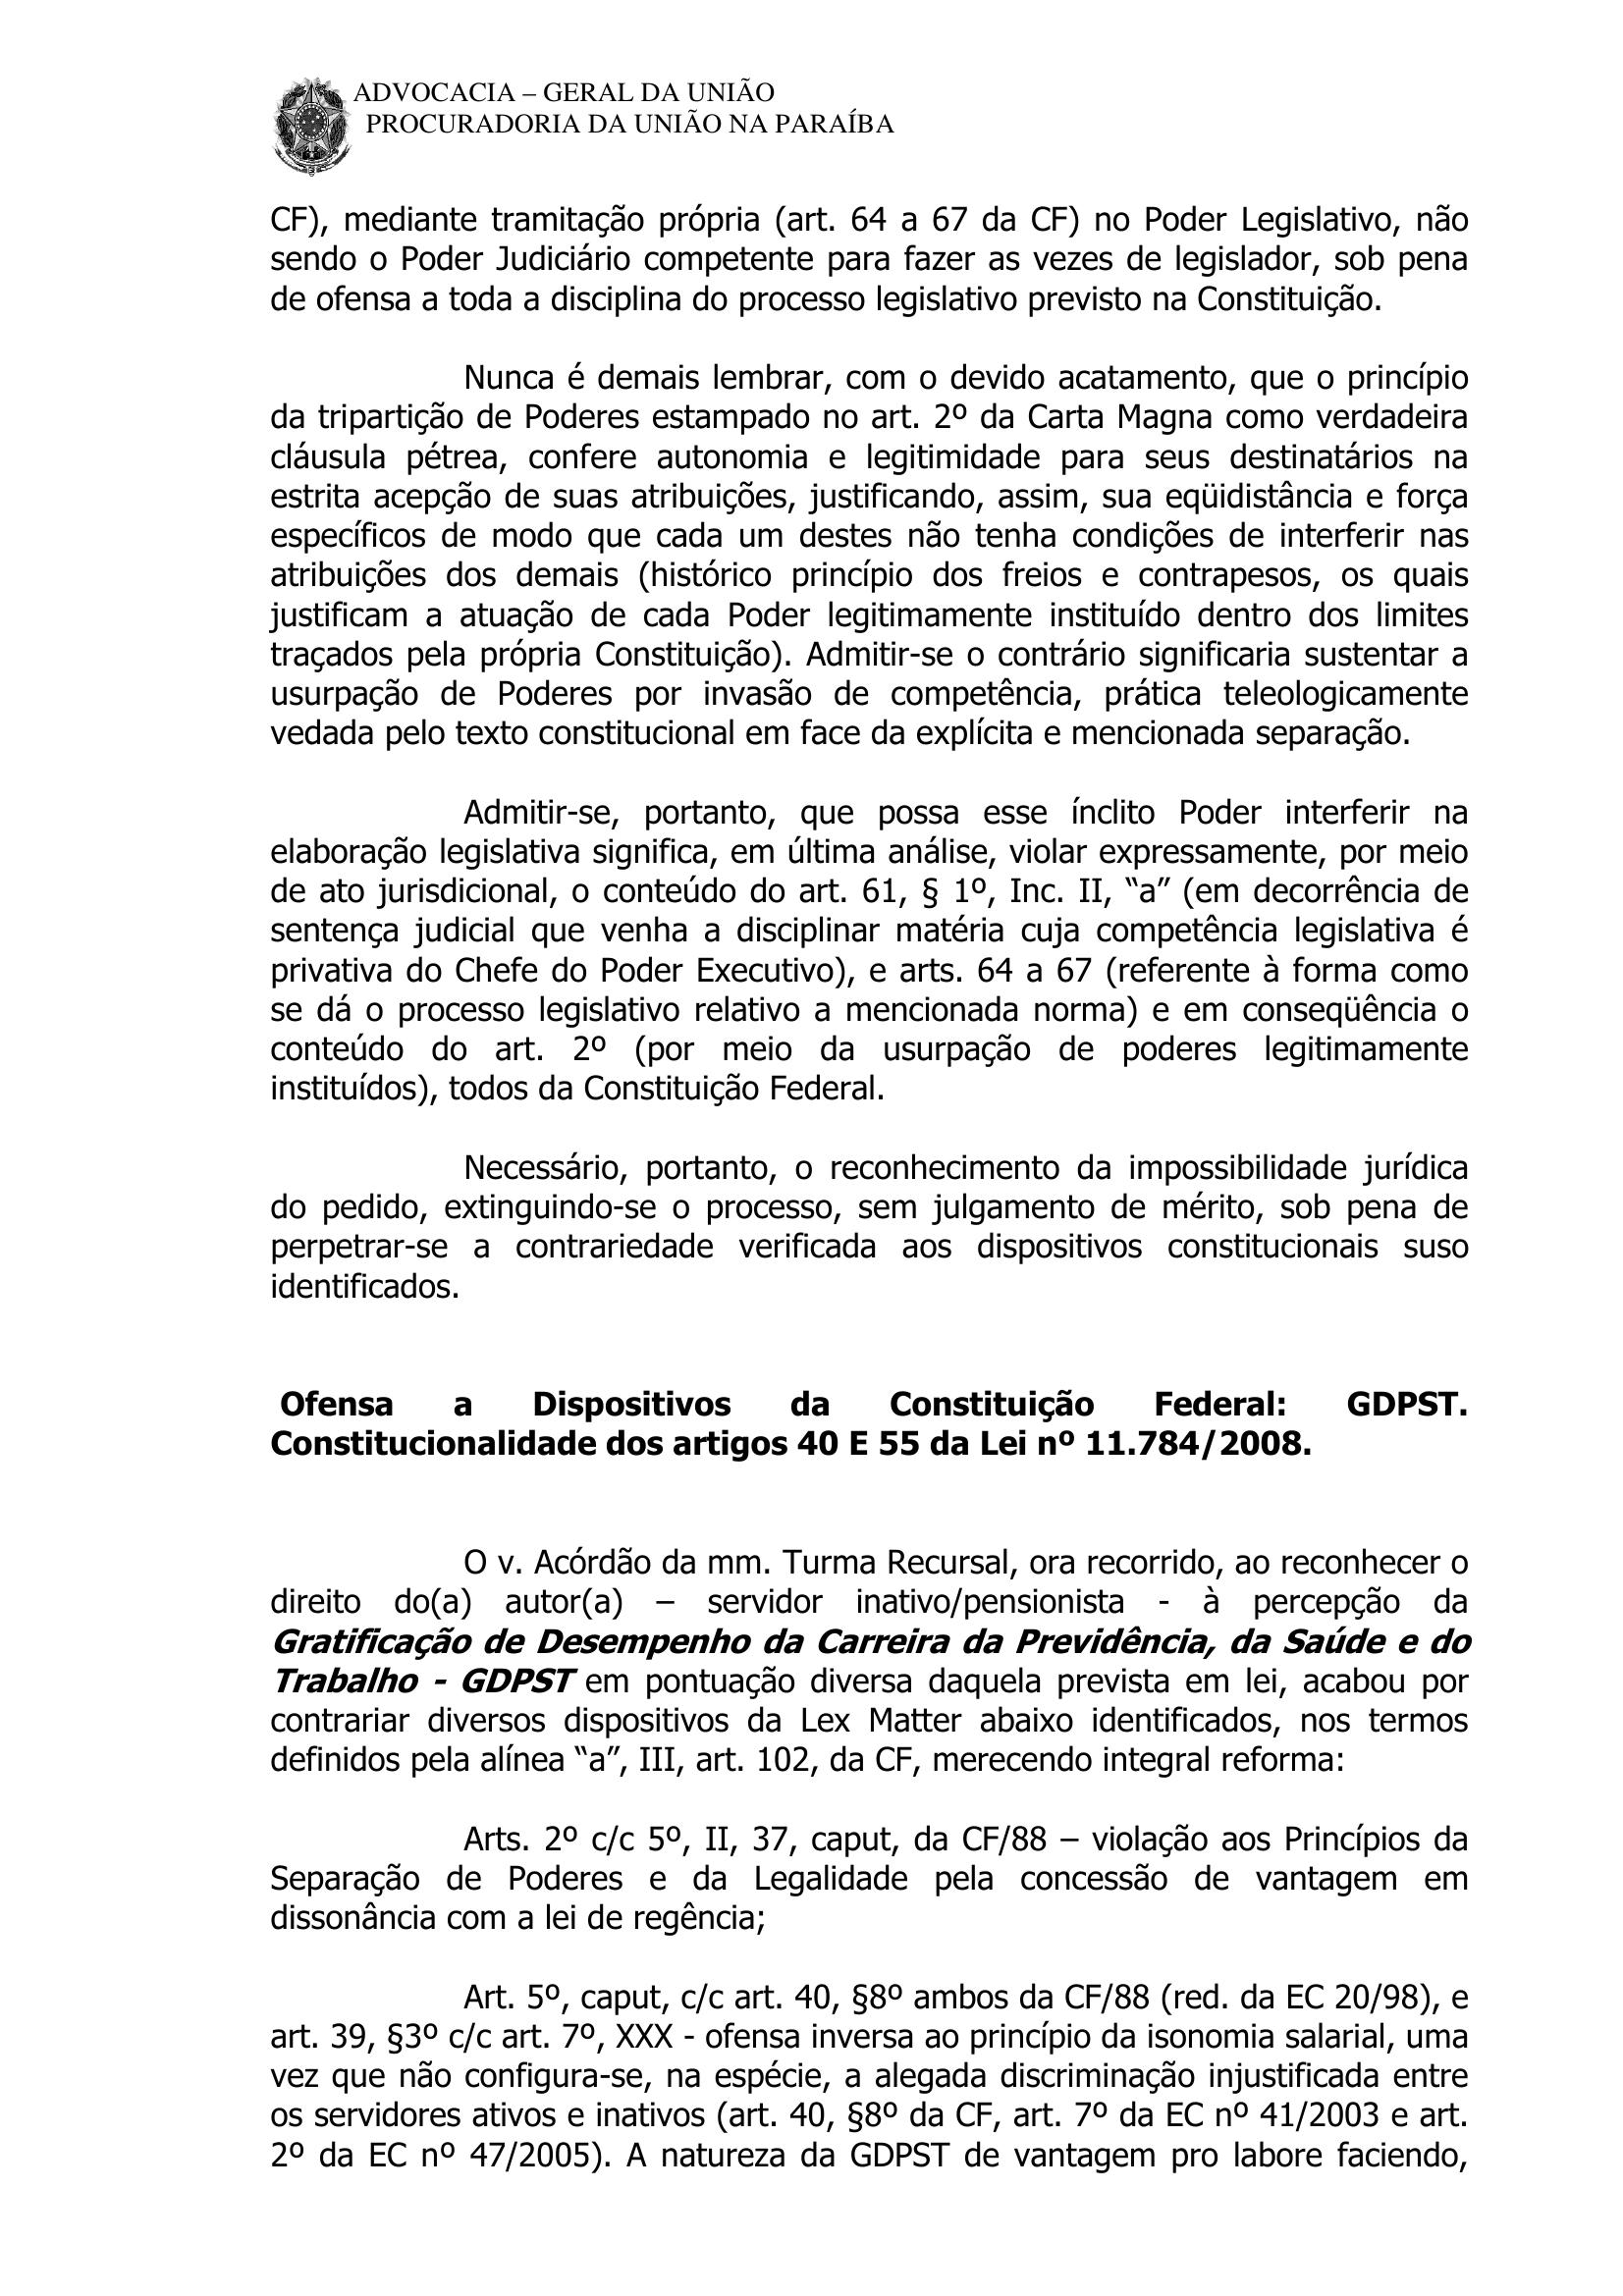 ADVOCACIA – GERAL DA UNIÃO
PROCURADORIA DA UNIÃO NA PARAÍBA
CF), mediante tramitação própria (art. 64 a 67 da CF) no Poder Legislativo, não
sendo o Poder Judiciário competente para fazer as vezes de legislador, sob pena
de ofensa a toda a disciplina do processo legislativo previsto na Constituição.
Nunca é demais lembrar, com o devido acatamento, que o princípio
da tripartição de Poderes estampado no art. 2º da Carta Magna como verdadeira
cláusula pétrea, confere autonomia e legitimidade para seus destinatários na
estrita acepção de suas atribuições, justificando, assim, sua eqüidistância e força
específicos de modo que cada um destes não tenha condições de interferir nas
atribuições dos demais (histórico princípio dos freios e contrapesos, os quais
justificam a atuação de cada Poder legitimamente instituído dentro dos limites
traçados pela própria Constituição). Admitir-se o contrário significaria sustentar a
usurpação de Poderes por invasão de competência, prática teleologicamente
vedada pelo texto constitucional em face da explícita e mencionada separação.
Admitir-se, portanto, que possa esse ínclito Poder interferir na
elaboração legislativa significa, em última análise, violar expressamente, por meio
de ato jurisdicional, o conteúdo do art. 61, § 1º, Inc. II, “a” (em decorrência de
sentença judicial que venha a disciplinar matéria cuja competência legislativa é
privativa do Chefe do Poder Executivo), e arts. 64 a 67 (referente à forma como
se dá o processo legislativo relativo a mencionada norma) e em conseqüência o
conteúdo do art. 2º (por meio da usurpação de poderes legitimamente
instituídos), todos da Constituição Federal.
Necessário, portanto, o reconhecimento da impossibilidade jurídica
do pedido, extinguindo-se o processo, sem julgamento de mérito, sob pena de
perpetrar-se a contrariedade verificada aos dispositivos constitucionais suso
identificados.
Ofensa a Dispositivos da Constituição Federal: GDPST.
Constitucionalidade dos artigos 40 E 55 da Lei nº 11.784/2008.
O v. Acórdão da mm. Turma Recursal, ora recorrido, ao reconhecer o
direito do(a) autor(a) – servidor inativo/pensionista - à percepção da
Gratificação de Desempenho da Carreira da Previdência, da Saúde e do
Trabalho - GDPST em pontuação diversa daquela prevista em lei, acabou por
contrariar diversos dispositivos da Lex Matter abaixo identificados, nos termos
definidos pela alínea “a”, III, art. 102, da CF, merecendo integral reforma:
Arts. 2º c/c 5º, II, 37, caput, da CF/88 – violação aos Princípios da
Separação de Poderes e da Legalidade pela concessão de vantagem em
dissonância com a lei de regência;
Art. 5º, caput, c/c art. 40, §8º ambos da CF/88 (red. da EC 20/98), e
art. 39, §3º c/c art. 7º, XXX - ofensa inversa ao princípio da isonomia salarial, uma
vez que não configura-se, na espécie, a alegada discriminação injustificada entre
os servidores ativos e inativos (art. 40, §8º da CF, art. 7º da EC nº 41/2003 e art.
2º da EC nº 47/2005). A natureza da GDPST de vantagem pro labore faciendo,